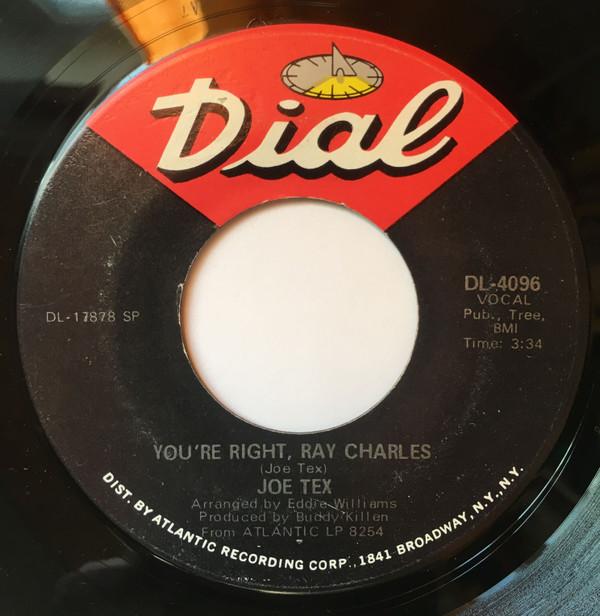 Dial
DL-17878 SP
DL-4096
VOCAL
Pub., Tree,
BMI
Time: 3:34
YOU'RE RIGHT, RAY CHARLES
(Joe Tex)
JOE TEX
Arranged by Eddie Williams
Produced by Buddy Killen
From ATLANTIC LP 8254
DIST. BY ATLANTIC RECORDING CORP., 1841 BROADWAY, N.Y., N.Y.